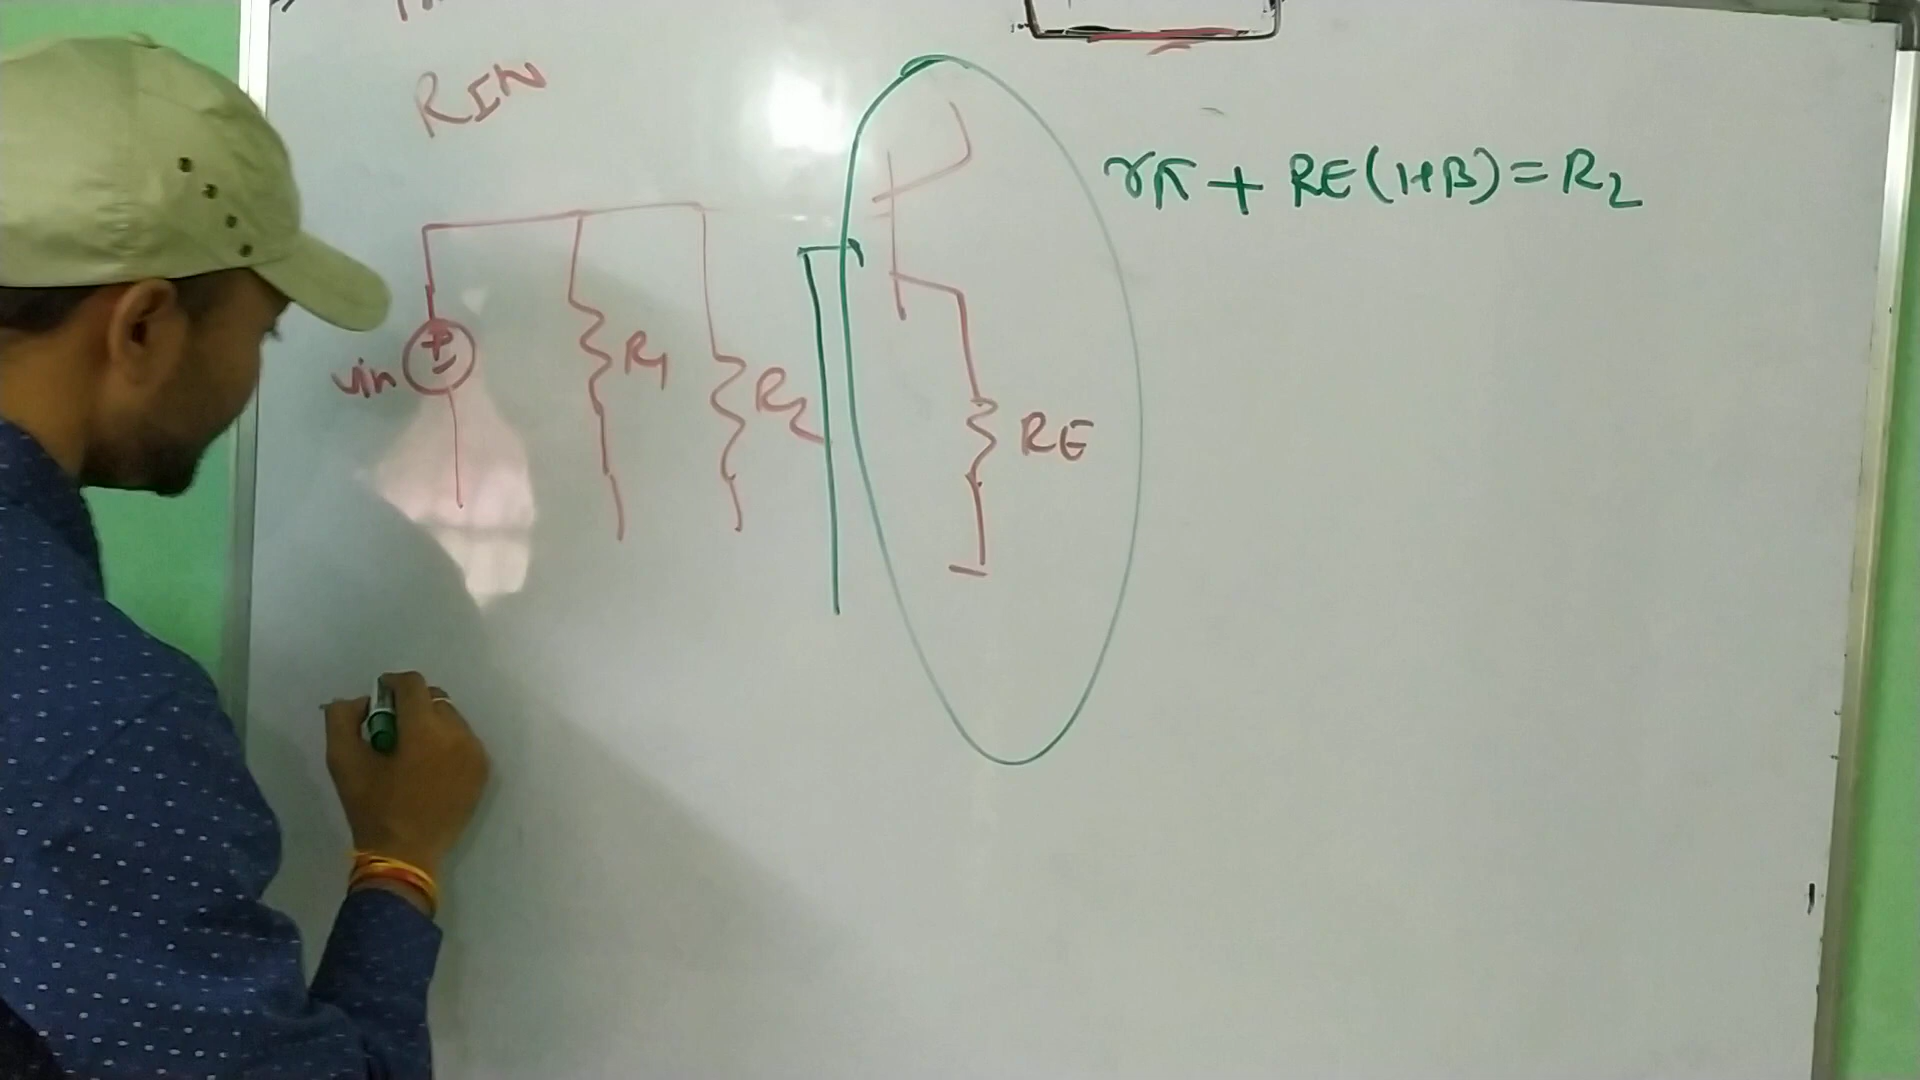 RIN
rπ + RE(1+B) = R2
vin
R1
R2
RE